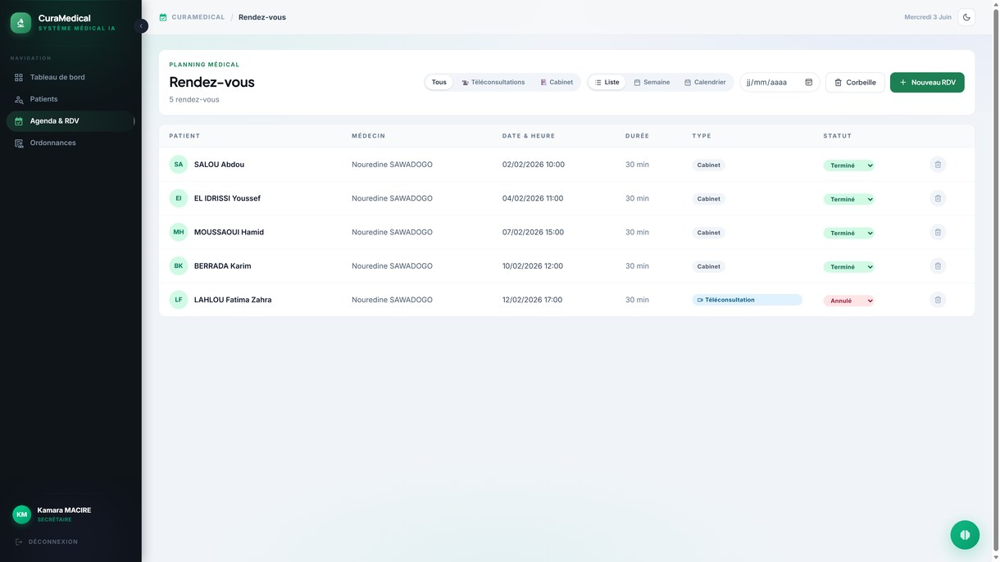 CuraMedical
SYSTÈME MÉDICAL IA
NAVIGATION
Tableau de bord
Patients
Agenda & RDV
Ordonnances
Kamara MACIRE
KM
SECRÉTAIRE
DÉCONNEXION
CURAMEDICAL / Rendez-vous
Mercredi 3 Juin
PLANNING MÉDICAL
Rendez-vous
5 rendez-vous
Tous Téléconsultations Cabinet Liste Semaine Calendrier jj/mm/aaaa Corbeille + Nouveau RDV
PATIENT MÉDECIN DATE & HEURE DURÉE TYPE STATUT
SA SALOU Abdou Nouredine SAWADOGO 02/02/2026 10:00 30 min Cabinet Terminé
EI EL IDRISSI Youssef Nouredine SAWADOGO 04/02/2026 11:00 30 min Cabinet Terminé
MH MOUSSAOUI Hamid Nouredine SAWADOGO 07/02/2026 15:00 30 min Cabinet Terminé
BK BERRADA Karim Nouredine SAWADOGO 10/02/2026 12:00 30 min Cabinet Terminé
LF LAHLOU Fatima Zahra Nouredine SAWADOGO 12/02/2026 17:00 30 min Téléconsultation Annulé